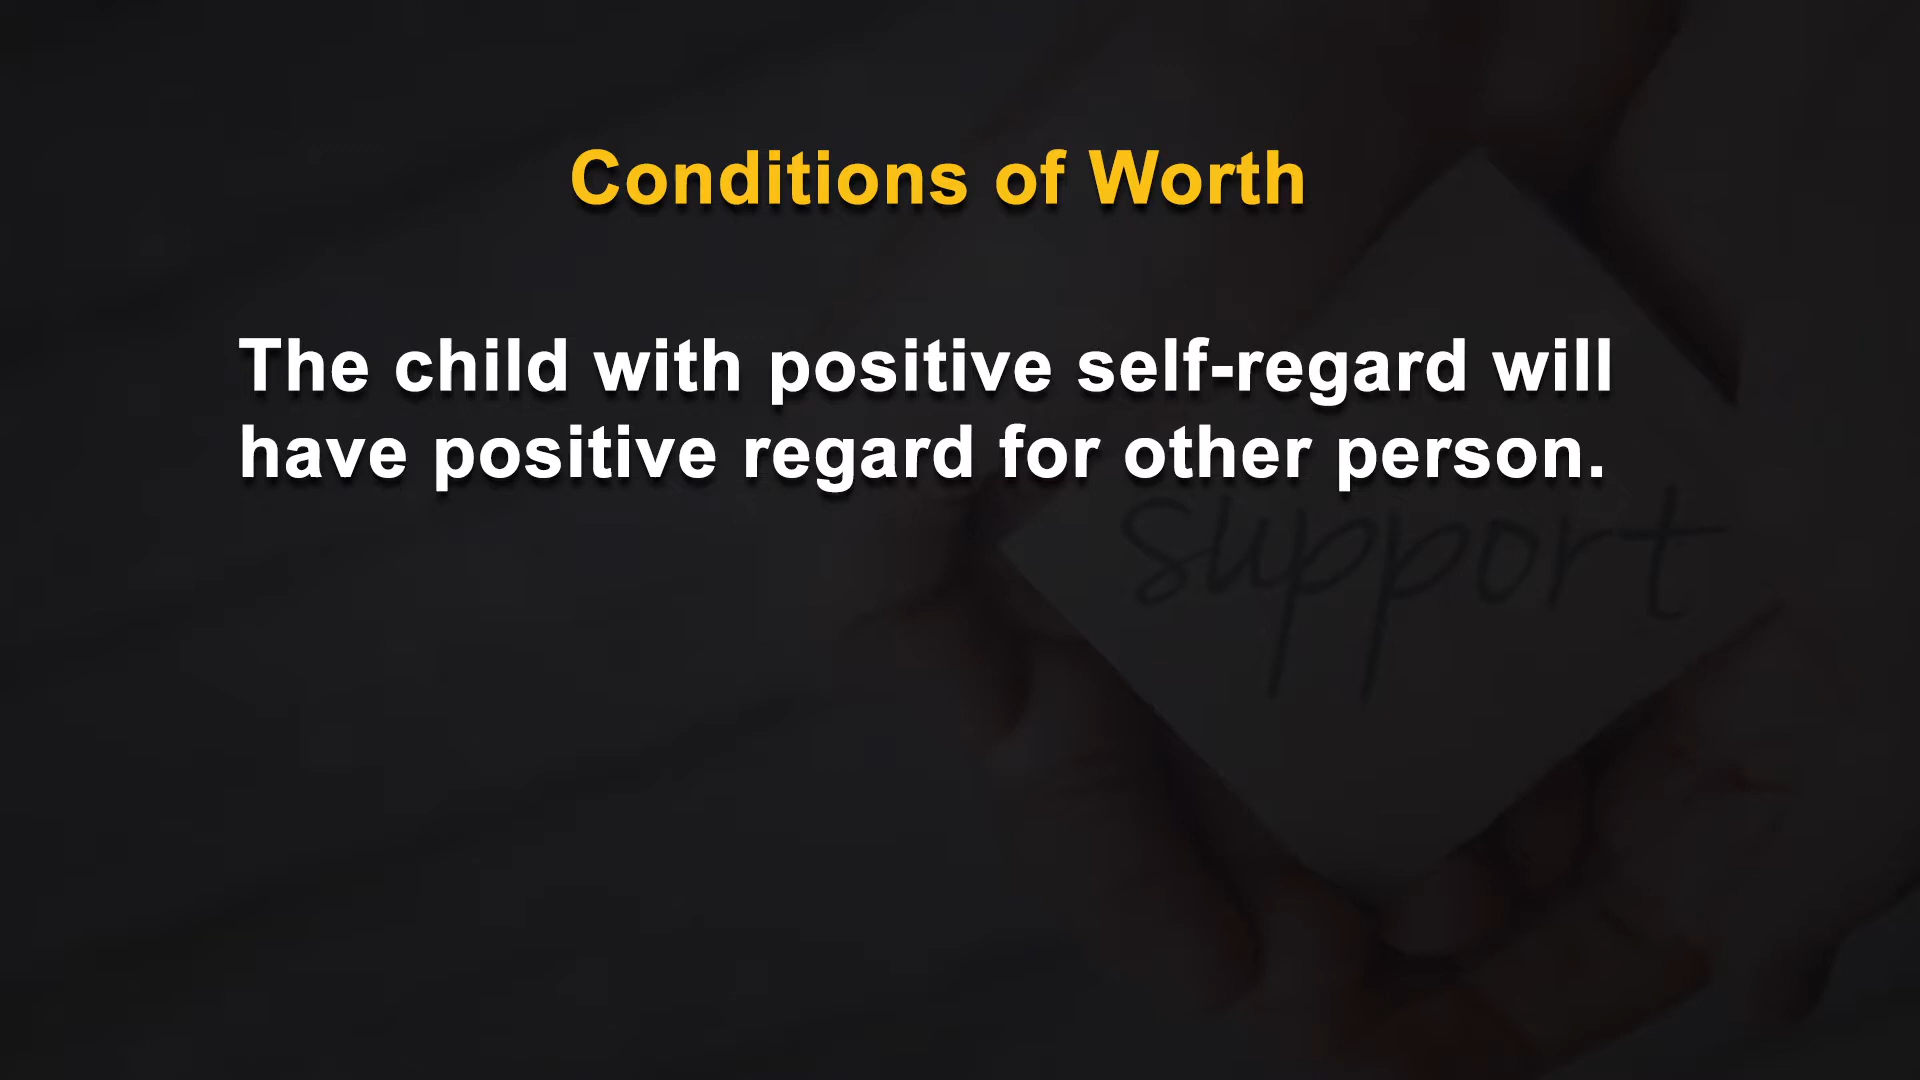 Conditions of Worth
The child with positive self-regard will
have positive regard for other person.
support